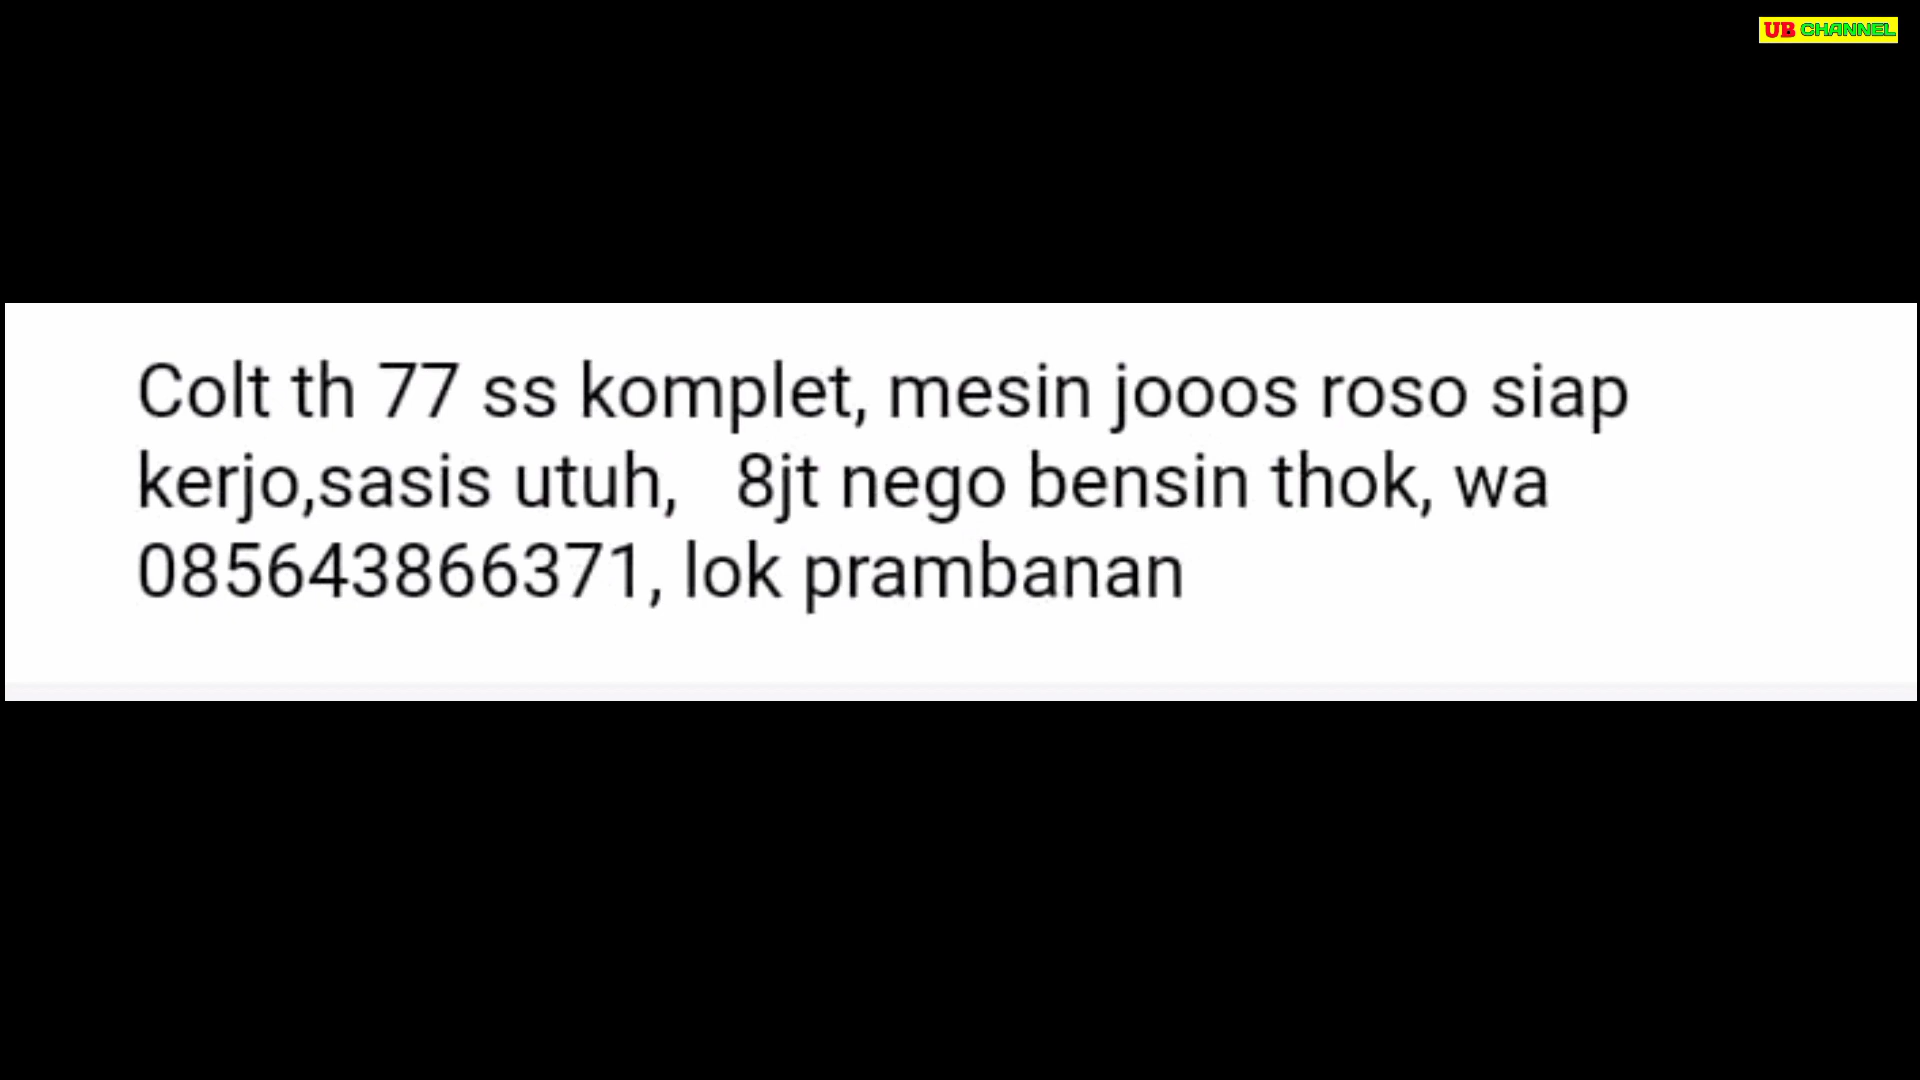 UB CHANNEL
Colt th 77 ss komplet, mesin jooos roso siap
kerjo,sasis utuh,   8jt nego bensin thok, wa
085643866371, lok prambanan